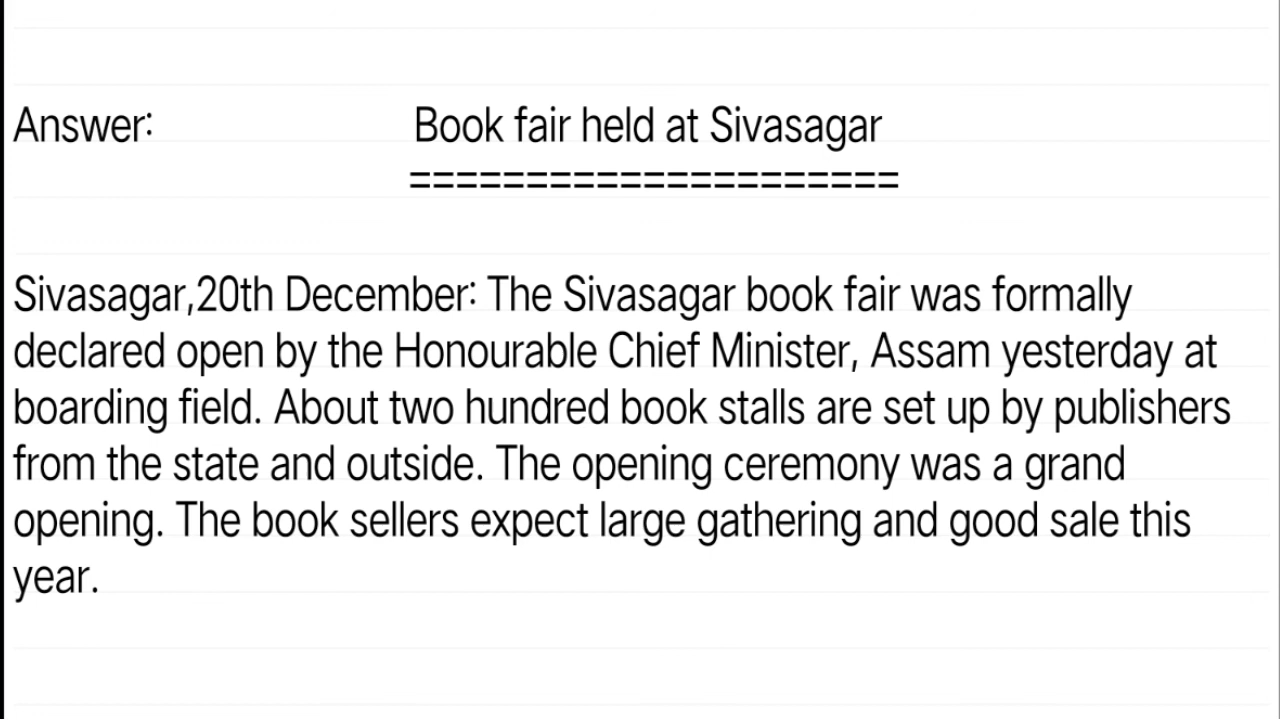 Answer: Book fair held at Sivasagar
=====================
Sivasagar,20th December: The Sivasagar book fair was formally
declared open by the Honourable Chief Minister, Assam yesterday at
boarding field. About two hundred book stalls are set up by publishers
from the state and outside. The opening ceremony was a grand
opening. The book sellers expect large gathering and good sale this
year.